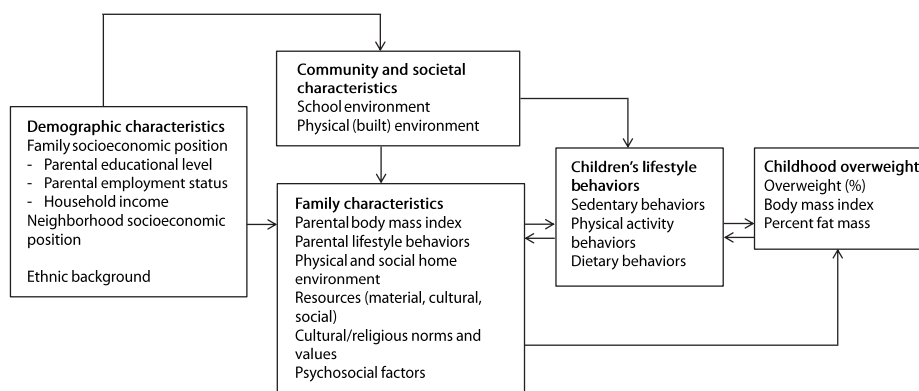 Community and societal
characteristics
School environment
Physical (built) environment
Demographic characteristics
Family socioeconomic position
- Parental educational level
- Parental employment status
- Household income
Neighborhood socioeconomic
position
Ethnic background
Family characteristics
Parental body mass index
Parental lifestyle behaviors
Physical and social home
environment
Resources (material, cultural,
social)
Cultural/religious norms and
values
Psychosocial factors
Children's lifestyle
behaviors
Sedentary behaviors
Physical activity
behaviors
Dietary behaviors
Childhood overweight
Overweight (%)
Body mass index
Percent fat mass